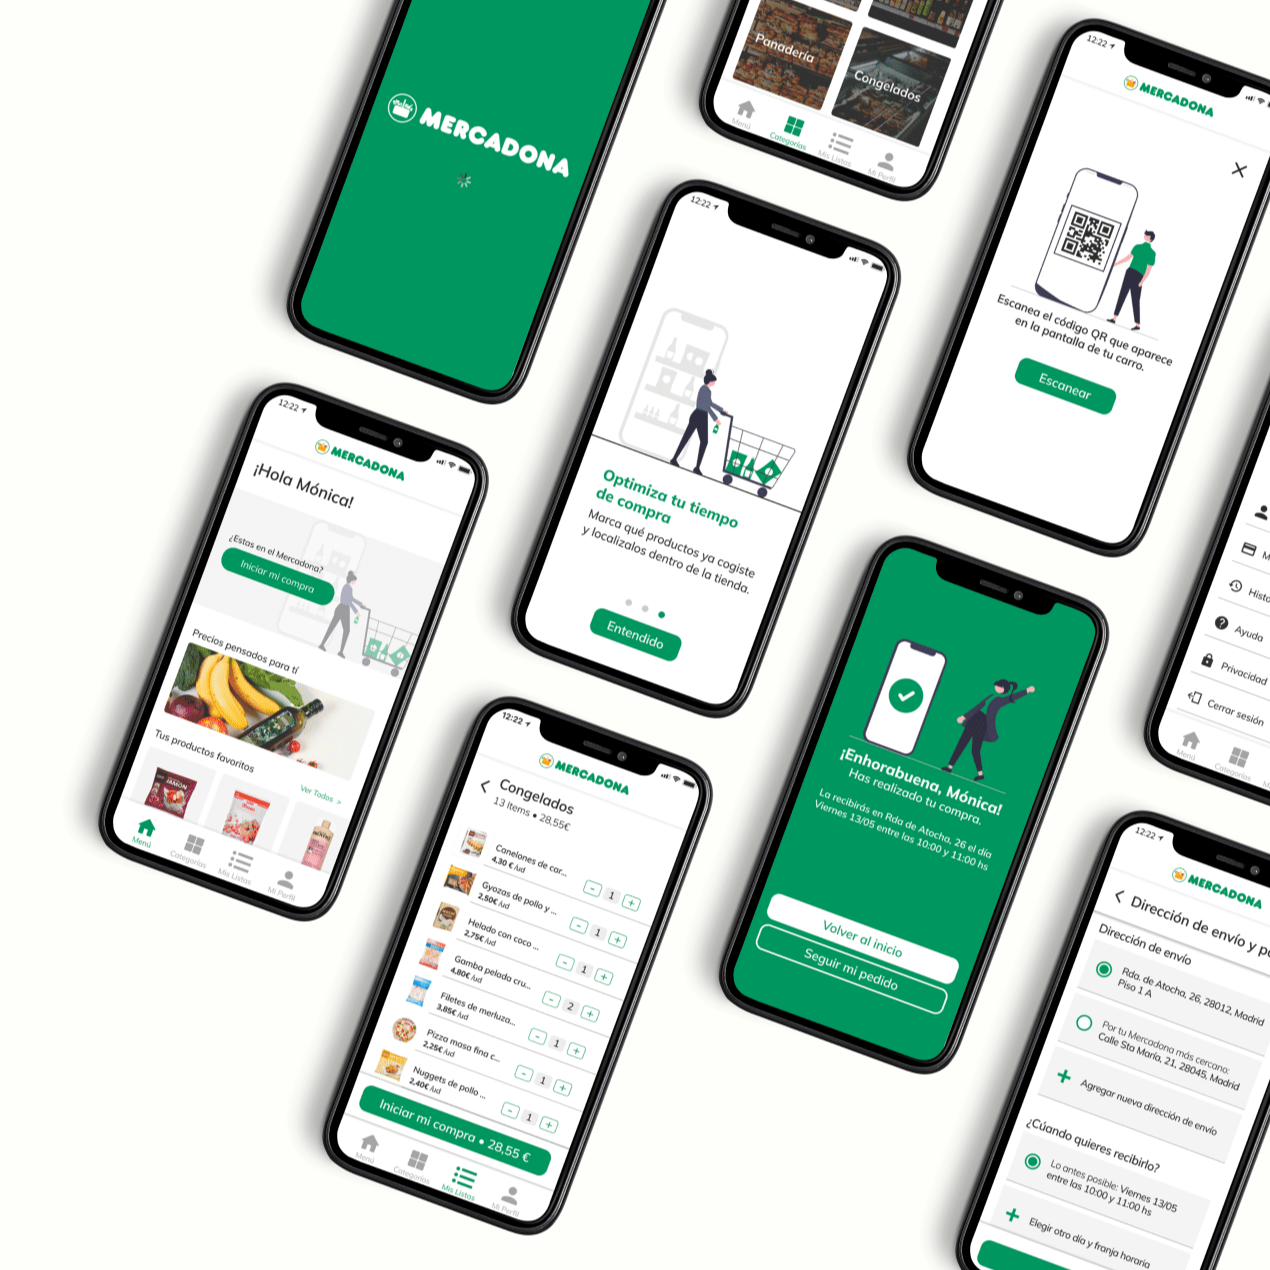 MERCADONA
Panadería
Congelados
Menú
Categorías
Mis Listas
Mi Perfil
12:22
MERCADONA
Escanea el código QR que aparece
en la pantalla de tu carro.
Escanear
12:22
Optimiza tu tiempo
de compra
Marca qué productos ya cogiste
y localízalos dentro de la tienda.
Entendido
12:22
MERCADONA
¡Hola Mónica!
¿Estas en el Mercadona?
Iniciar mi compra
Precios pensados para tí
Tus productos favoritos
Ver Todos >
JAMÓN
Menú
Categorías
Mis Listas
Mi Perfil
12:22
MERCADONA
Congelados
13 Items • 28,55€
Canelones de car...
4,30 €/ud
- 1 +
Gyozas de pollo y ...
2,50€/ud
- 1 +
Helado con coco ...
2,75€/ud
- 1 +
Gamba pelada cru...
4,80€/ud
- 2 +
Filetes de merluza...
3,85€/ud
- 1 +
Pizza masa fina c...
2,25€/ud
- 1 +
Nuggets de pollo ...
2,40€/ud
- 1 +
Iniciar mi compra • 28,55 €
Menú
Categorías
Mis Listas
Mi Perfil
¡Enhorabuena, Mónica!
Has realizado tu compra.
La recibirás en Rda de Atocha, 26 el día
Viernes 13/05 entre las 10:00 y 11:00 hs
Volver al inicio
Seguir mi pedido
M
Histo
Ayuda
Privacidad
Cerrar sesión
Menú
Categorías
12:22
MERCADONA
Dirección de envío y p
Dirección de envío
Rda. de Atocha, 26, 28012, Madrid
Piso 1 A
Por tu Mercadona más cercano:
Calle Sta María, 21, 28045, Madrid
Agregar nueva dirección de envío
¿Cúando quieres recibirlo?
Lo antes posible: Viernes 13/05
entre las 10:00 y 11:00 hs
Elegir otro día y franja horaria